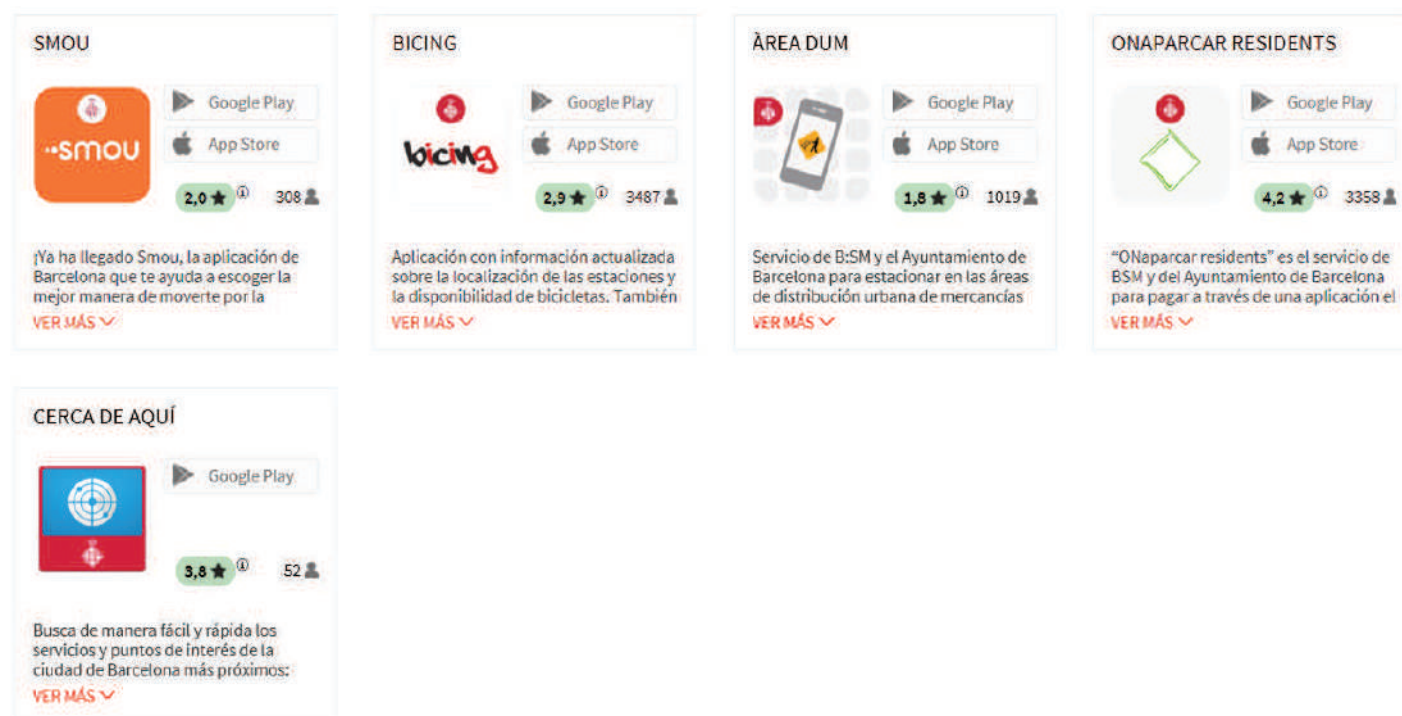 SMOU
Google Play
App Store
smou
2,0 ★ 308
¡Ya ha llegado Smou, la aplicación de
Barcelona que te ayuda a escoger la
mejor manera de moverte por la
VER MÁS
BICING
Google Play
App Store
bicing
2,9 ★ 3487
Aplicación con información actualizada
sobre la localización de las estaciones y
la disponibilidad de bicicletas. También
VER MÁS
ÀREA DUM
Google Play
App Store
1,8 ★ 1019
Servicio de B:SM y el Ayuntamiento de
Barcelona para estacionar en las áreas
de distribución urbana de mercancías
VER MÁS
ONAPARCAR RESIDENTS
Google Play
App Store
4,2 ★ 3358
“ONaparcar residents” es el servicio de
BSM y del Ayuntamiento de Barcelona
para pagar a través de una aplicación el
VER MÁS
CERCA DE AQUÍ
Google Play
3,8 ★ 52
Busca de manera fácil y rápida los
servicios y puntos de interés de la
ciudad de Barcelona más próximos:
VER MÁS